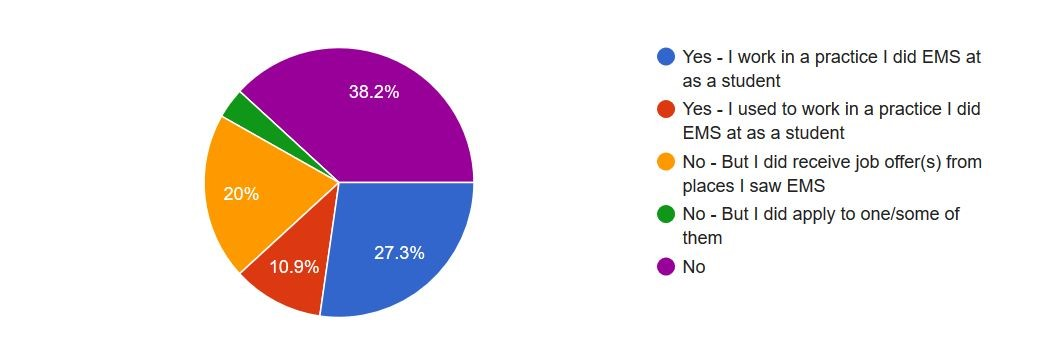 38.2%
20%
10.9%
27.3%
Yes - I work in a practice I did EMS at
as a student
Yes - I used to work in a practice I did
EMS at as a student
No - But I did receive job offer(s) from
places I saw EMS
No - But I did apply to one/some of
them
No